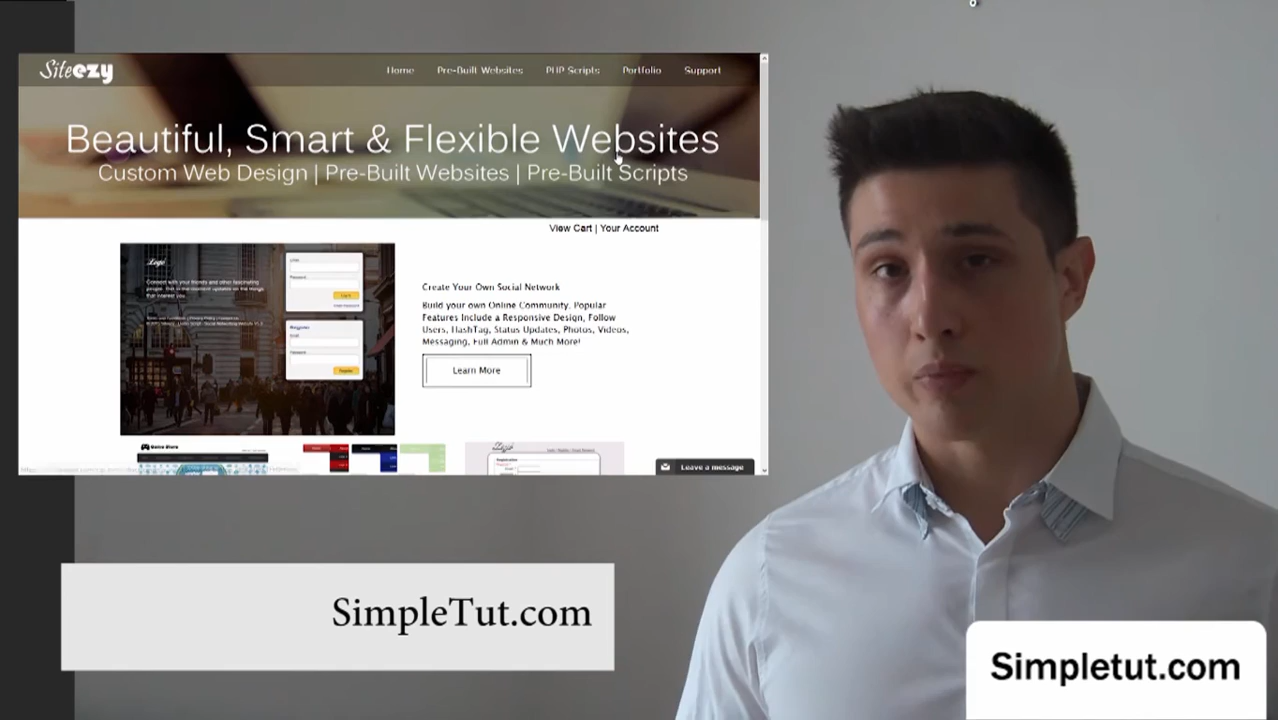 Siteezy
Home Pre-Built Websites PHP Scripts Portfolio Support
Beautiful, Smart & Flexible Websites
Custom Web Design | Pre-Built Websites | Pre-Built Scripts
View Cart | Your Account
Logo
Create Your Own Social Network
Build your own Online Community, Popular
Features Include a Responsive Design, Follow
Users, HashTag, Status Updates, Photos, Videos,
Messaging, Full Admin & Much More!
Learn More
Game Store
Leave a message
SimpleTut.com
Simpletut.com